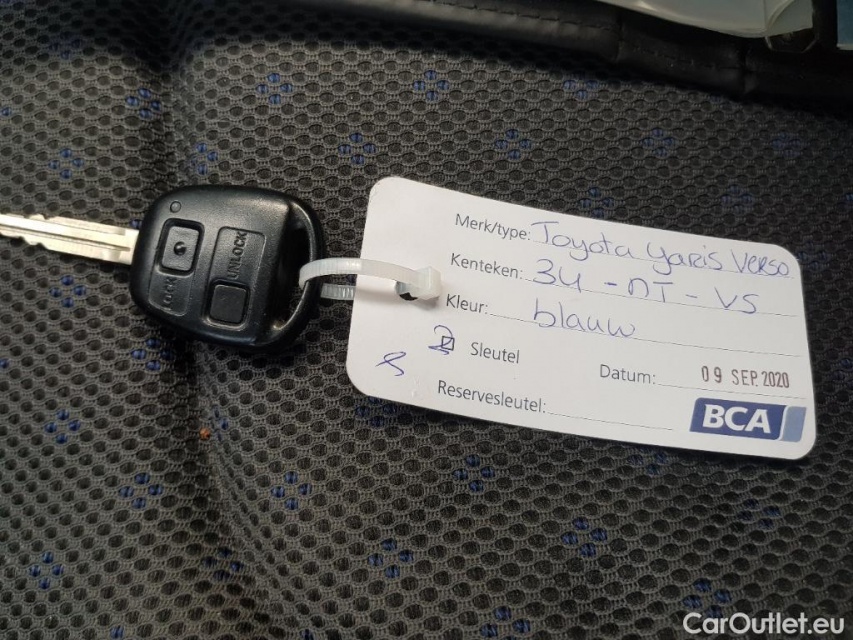 LOCK
UNLOCK
Merk/type: Toyota yaris Verso
Kenteken: 34-nT-VS
Kleur: blauw
Sleutel
Datum: 09 SEP. 2020
Reservesleutel:
BCA
CarOutlet.eu